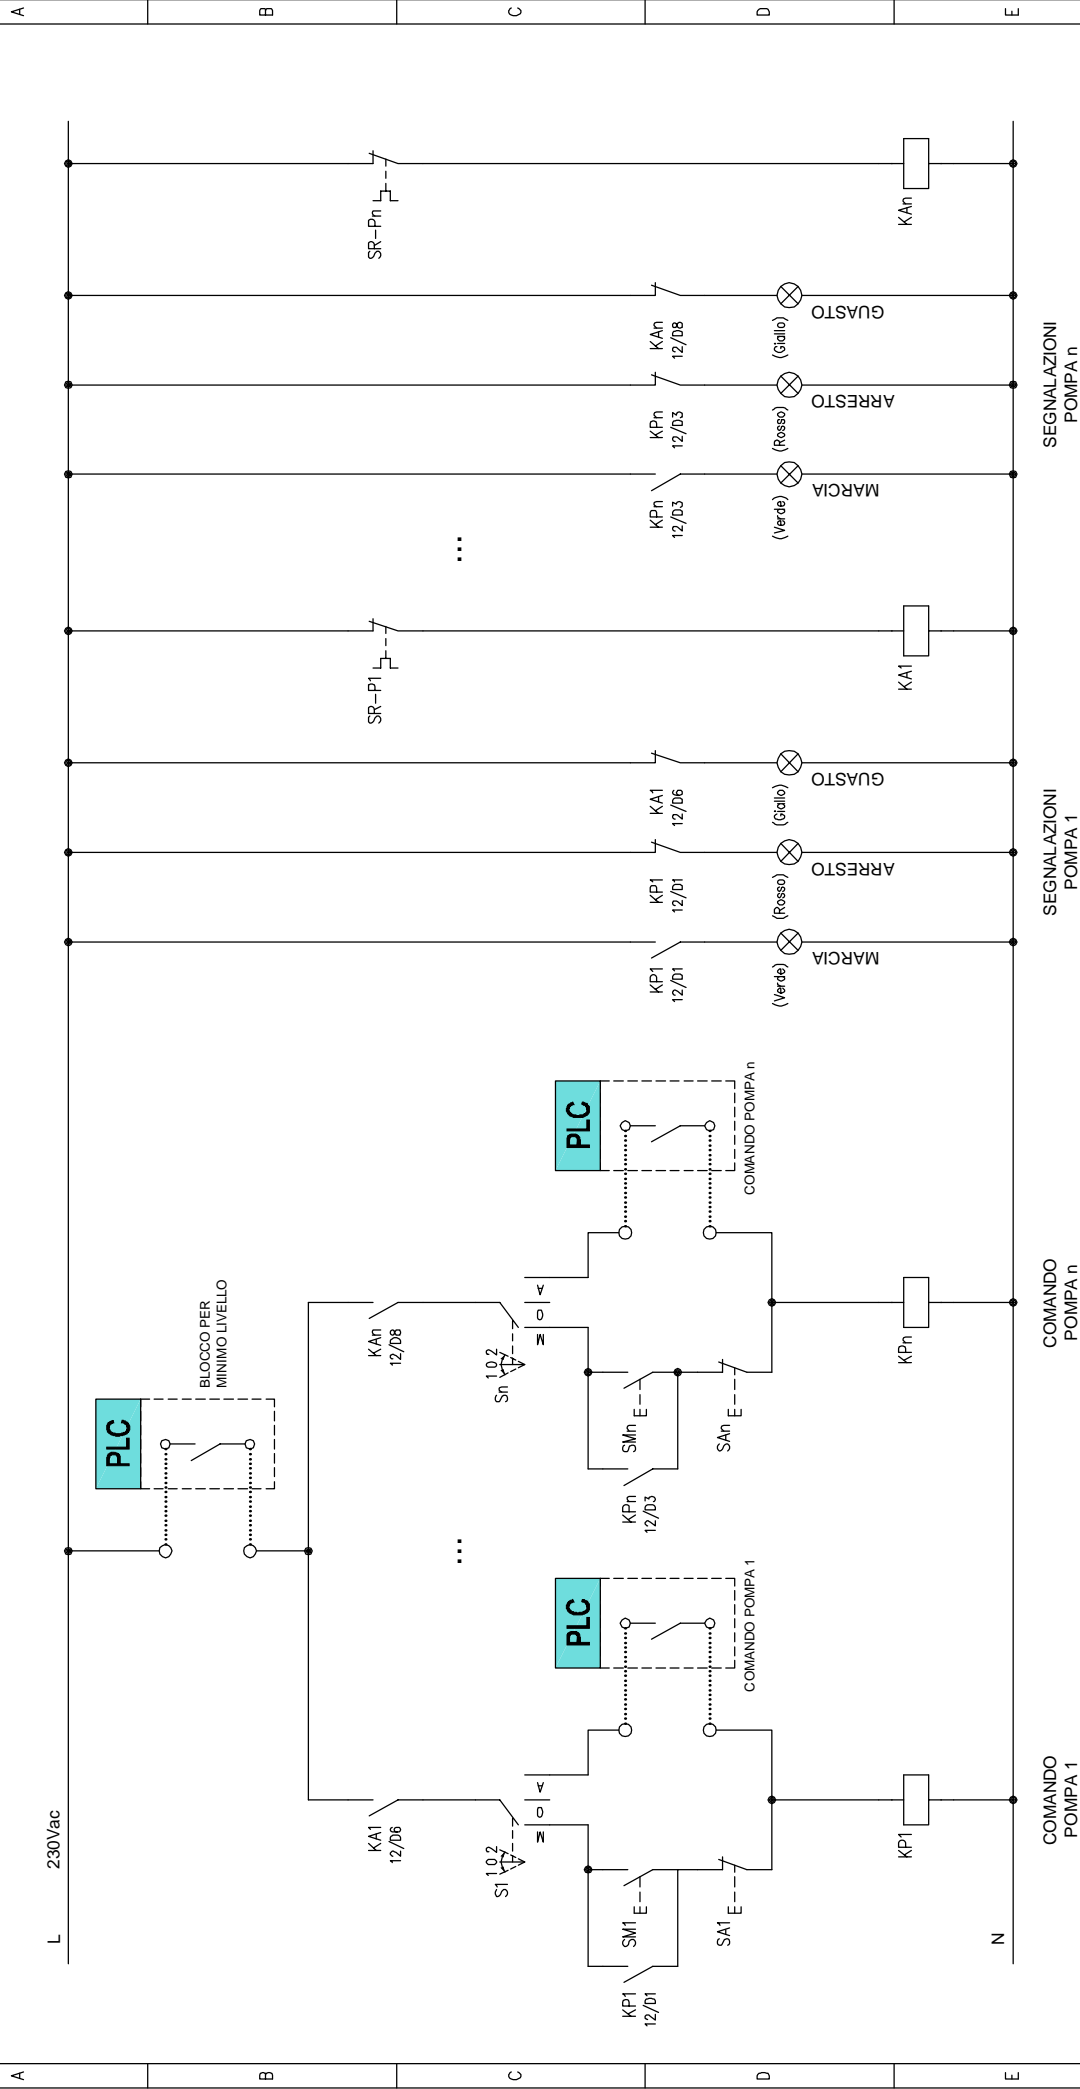 A
B
C
D
E
L
230Vac
N
PLC
BLOCCO PER
MINIMO LIVELLO
KA1
12/D6
S1
1 0 2
M
0
A
KP1
12/D1
SM1
SA1
PLC
COMANDO POMPA 1
KP1
COMANDO
POMPA 1
...
KAn
12/D8
Sn
1 0 2
M
0
A
KPn
12/D3
SMn
SAn
PLC
COMANDO POMPA n
KPn
COMANDO
POMPA n
KP1
12/D1
(Verde)
MARCIA
KP1
12/D1
(Rosso)
ARRESTO
KA1
12/D6
(Giallo)
GUASTO
SR-P1
KA1
SEGNALAZIONI
POMPA 1
...
KPn
12/D3
(Verde)
MARCIA
KPn
12/D3
(Rosso)
ARRESTO
KAn
12/D8
(Giallo)
GUASTO
SR-Pn
KAn
SEGNALAZIONI
POMPA n
A
B
C
D
E